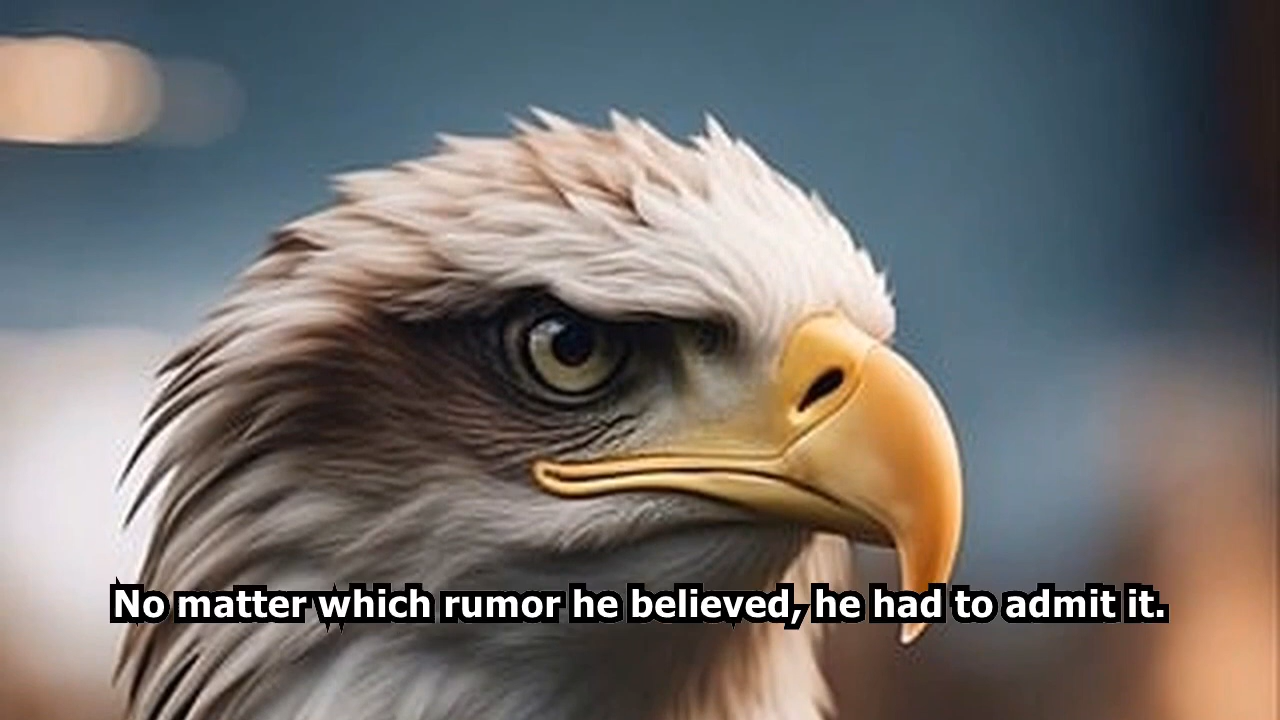 No matter which rumor he believed, he had to admit it.